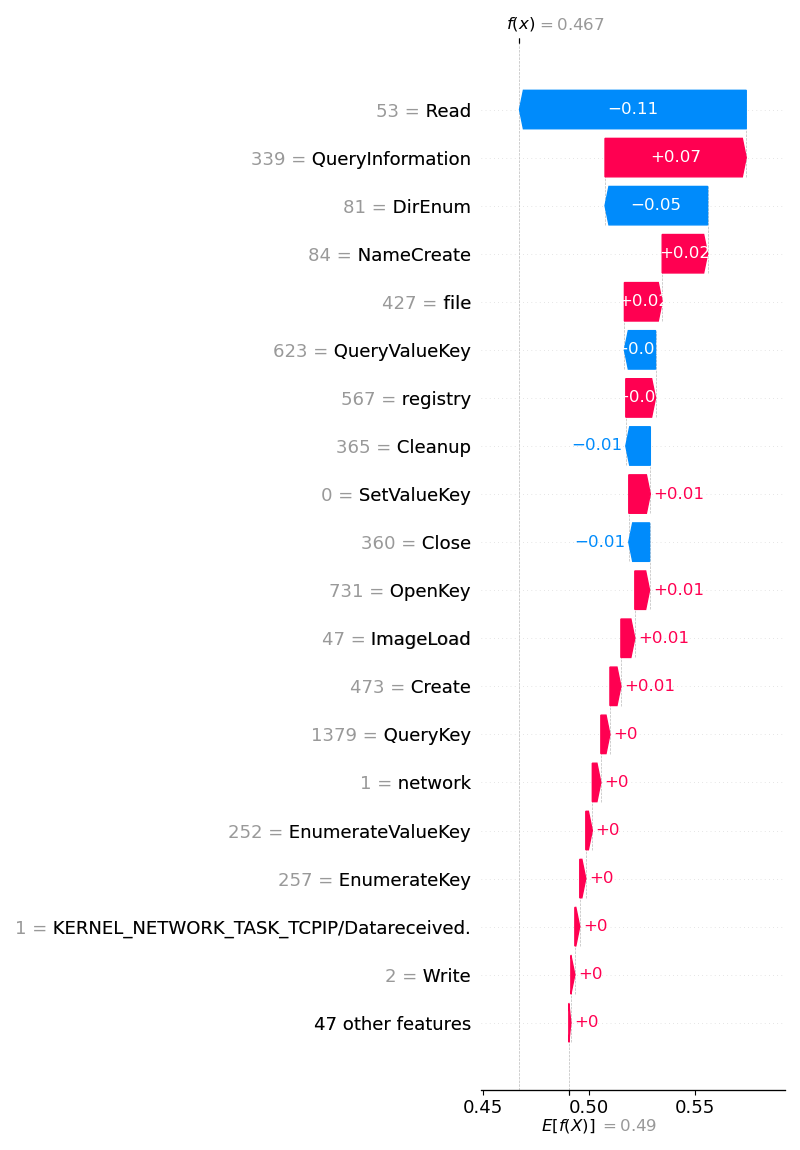 f(x) = 0.467
53 = Read
−0.11
339 = QueryInformation
+0.07
81 = DirEnum
−0.05
84 = NameCreate
+0.02
427 = file
+0.02
623 = QueryValueKey
567 = registry
365 = Cleanup
−0.01
0 = SetValueKey
+0.01
360 = Close
−0.01
731 = OpenKey
+0.01
47 = ImageLoad
+0.01
473 = Create
+0.01
1379 = QueryKey
+0
1 = network
+0
252 = EnumerateValueKey
+0
257 = EnumerateKey
+0
1 = KERNEL_NETWORK_TASK_TCPIP/Datareceived.
+0
2 = Write
+0
47 other features
+0
0.45 0.50 0.55
E[f(X)] = 0.49